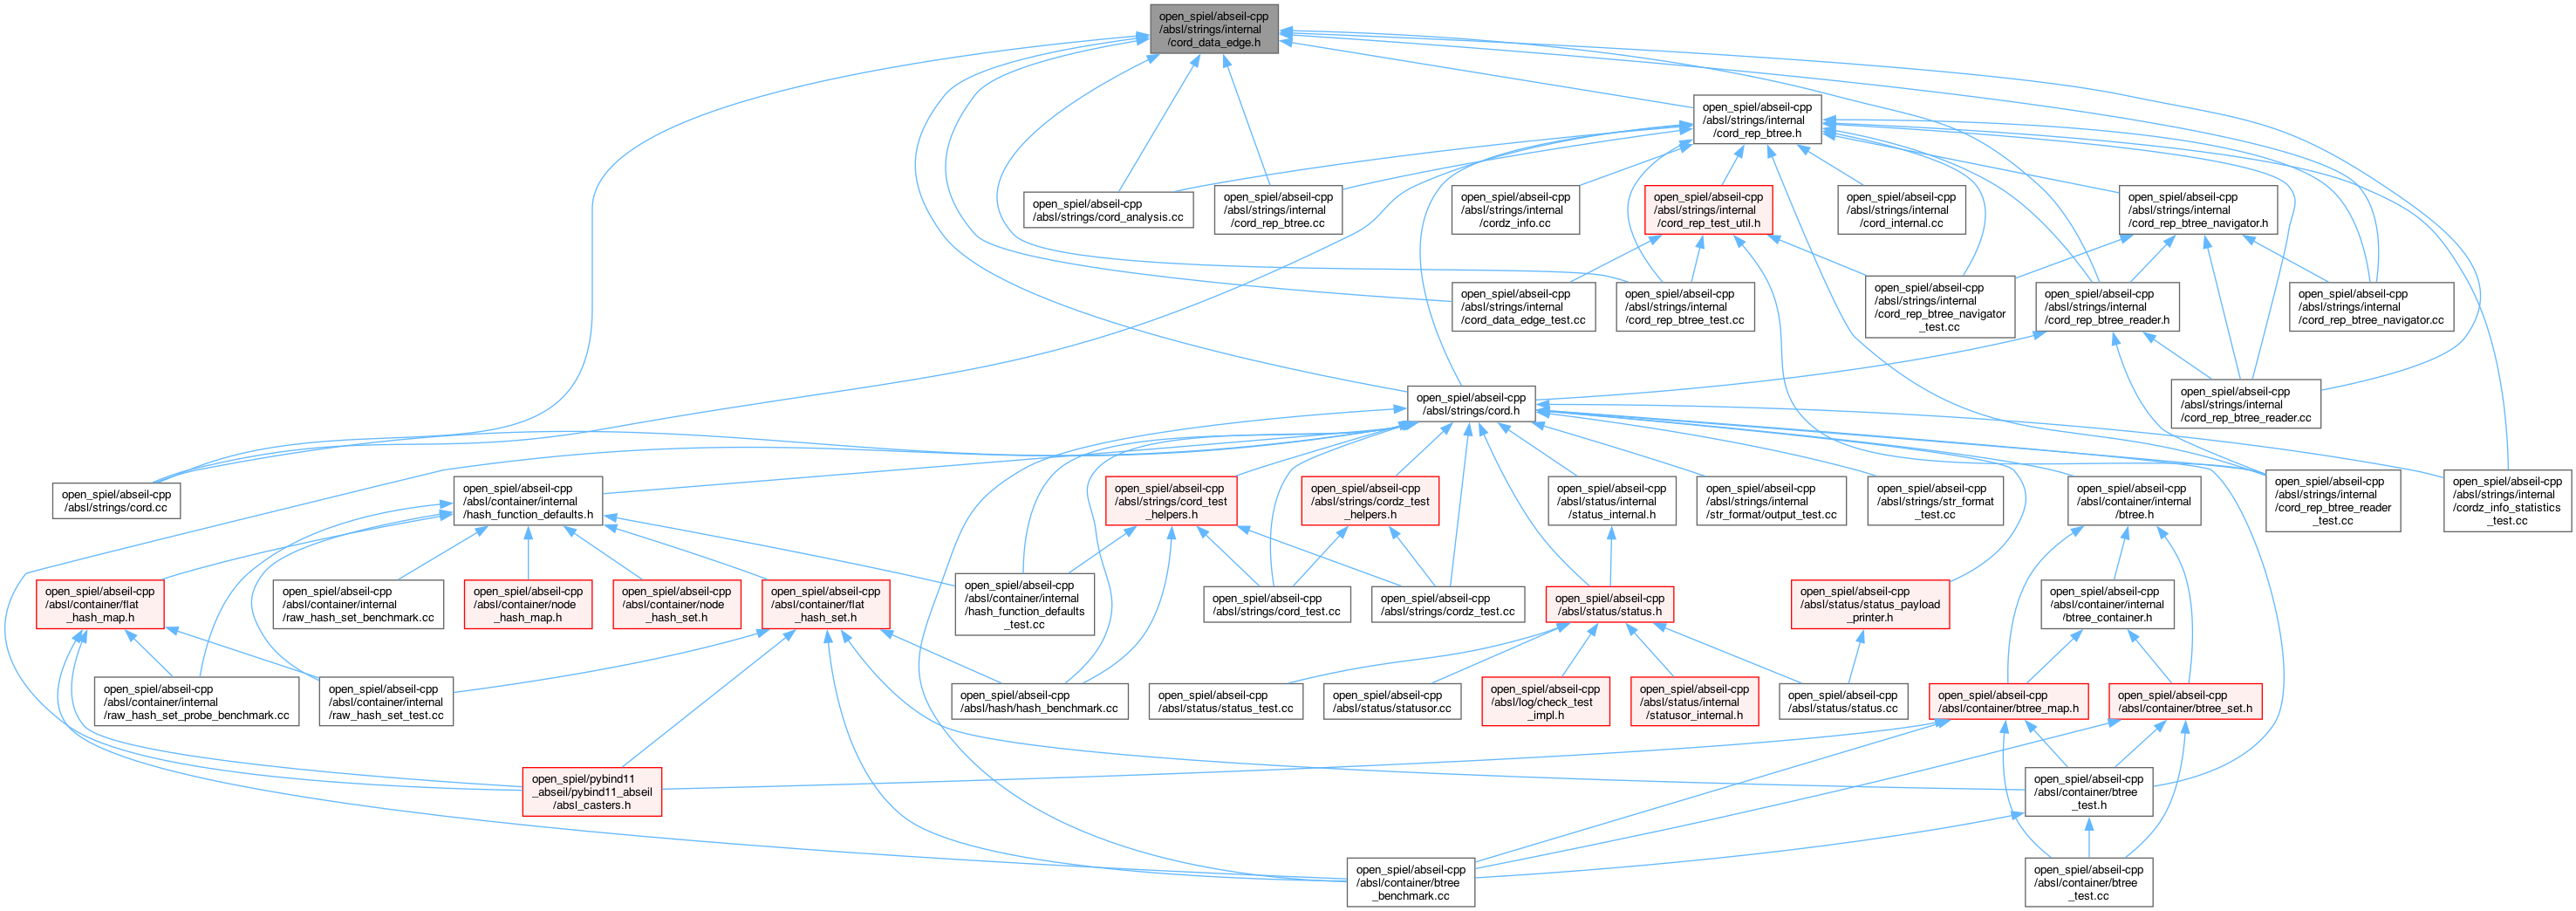 open_spiel/abseil-cpp
/absl/strings/internal
/cord_data_edge.h
open_spiel/abseil-cpp
/absl/strings/internal
/cord_rep_btree.h
open_spiel/abseil-cpp
/absl/strings/cord_analysis.cc
open_spiel/abseil-cpp
/absl/strings/internal
/cord_rep_btree.cc
open_spiel/abseil-cpp
/absl/strings/internal
/cordz_info.cc
open_spiel/abseil-cpp
/absl/strings/internal
/cord_rep_test_util.h
open_spiel/abseil-cpp
/absl/strings/internal
/cord_internal.cc
open_spiel/abseil-cpp
/absl/strings/internal
/cord_rep_btree_navigator.h
open_spiel/abseil-cpp
/absl/strings/internal
/cord_data_edge_test.cc
open_spiel/abseil-cpp
/absl/strings/internal
/cord_rep_btree_test.cc
open_spiel/abseil-cpp
/absl/strings/internal
/cord_rep_btree_navigator
_test.cc
open_spiel/abseil-cpp
/absl/strings/internal
/cord_rep_btree_reader.h
open_spiel/abseil-cpp
/absl/strings/internal
/cord_rep_btree_navigator.cc
open_spiel/abseil-cpp
/absl/strings/cord.h
open_spiel/abseil-cpp
/absl/strings/internal
/cord_rep_btree_reader.cc
open_spiel/abseil-cpp
/absl/strings/cord.cc
open_spiel/abseil-cpp
/absl/container/internal
/hash_function_defaults.h
open_spiel/abseil-cpp
/absl/strings/cord_test
_helpers.h
open_spiel/abseil-cpp
/absl/strings/cordz_test
_helpers.h
open_spiel/abseil-cpp
/absl/status/internal
/status_internal.h
open_spiel/abseil-cpp
/absl/strings/internal
/str_format/output_test.cc
open_spiel/abseil-cpp
/absl/strings/str_format
_test.cc
open_spiel/abseil-cpp
/absl/container/internal
/btree.h
open_spiel/abseil-cpp
/absl/strings/internal
/cord_rep_btree_reader
_test.cc
open_spiel/abseil-cpp
/absl/strings/internal
/cordz_info_statistics
_test.cc
open_spiel/abseil-cpp
/absl/container/flat
_hash_map.h
open_spiel/abseil-cpp
/absl/container/internal
/raw_hash_set_benchmark.cc
open_spiel/abseil-cpp
/absl/container/node
_hash_map.h
open_spiel/abseil-cpp
/absl/container/node
_hash_set.h
open_spiel/abseil-cpp
/absl/container/flat
_hash_set.h
open_spiel/abseil-cpp
/absl/container/internal
/hash_function_defaults
_test.cc
open_spiel/abseil-cpp
/absl/strings/cord_test.cc
open_spiel/abseil-cpp
/absl/strings/cordz_test.cc
open_spiel/abseil-cpp
/absl/status/status.h
open_spiel/abseil-cpp
/absl/status/status_payload
_printer.h
open_spiel/abseil-cpp
/absl/container/internal
/btree_container.h
open_spiel/abseil-cpp
/absl/container/internal
/raw_hash_set_probe_benchmark.cc
open_spiel/abseil-cpp
/absl/container/internal
/raw_hash_set_test.cc
open_spiel/abseil-cpp
/absl/hash/hash_benchmark.cc
open_spiel/abseil-cpp
/absl/status/status_test.cc
open_spiel/abseil-cpp
/absl/status/statusor.cc
open_spiel/abseil-cpp
/absl/log/check_test
_impl.h
open_spiel/abseil-cpp
/absl/status/internal
/statusor_internal.h
open_spiel/abseil-cpp
/absl/status/status.cc
open_spiel/abseil-cpp
/absl/container/btree_map.h
open_spiel/abseil-cpp
/absl/container/btree_set.h
open_spiel/pybind11
_abseil/pybind11_abseil
/absl_casters.h
open_spiel/abseil-cpp
/absl/container/btree
_test.h
open_spiel/abseil-cpp
/absl/container/btree
_benchmark.cc
open_spiel/abseil-cpp
/absl/container/btree
_test.cc